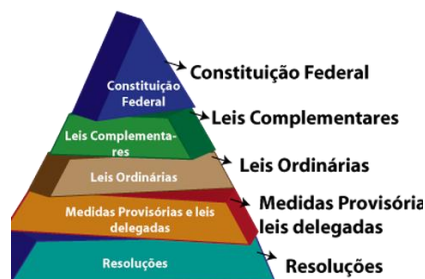 Constituição
Federal
Constituição Federal
Leis Complementa-
res
Leis Complementares
Leis Ordinárias
Leis Ordinárias
Medidas Provisórias e leis
delegadas
Medidas Provisória
leis delegadas
Resoluções
Resoluções